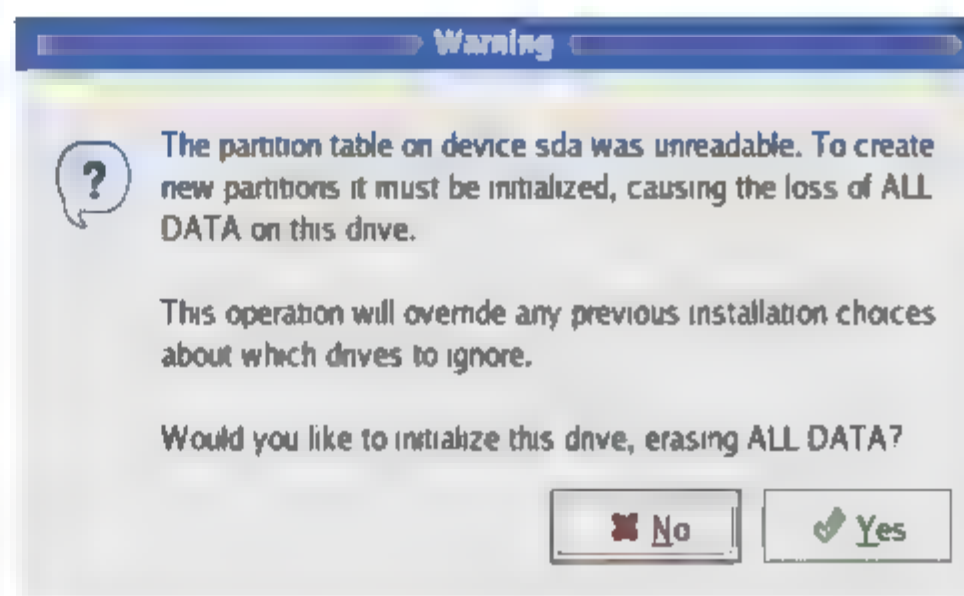 Warning
The partition table on device sda was unreadable. To create
new partitions it must be initialized, causing the loss of ALL
DATA on this drive.
This operation will override any previous installation choices
about which drives to ignore.
Would you like to initialize this drive, erasing ALL DATA?
No Yes
?